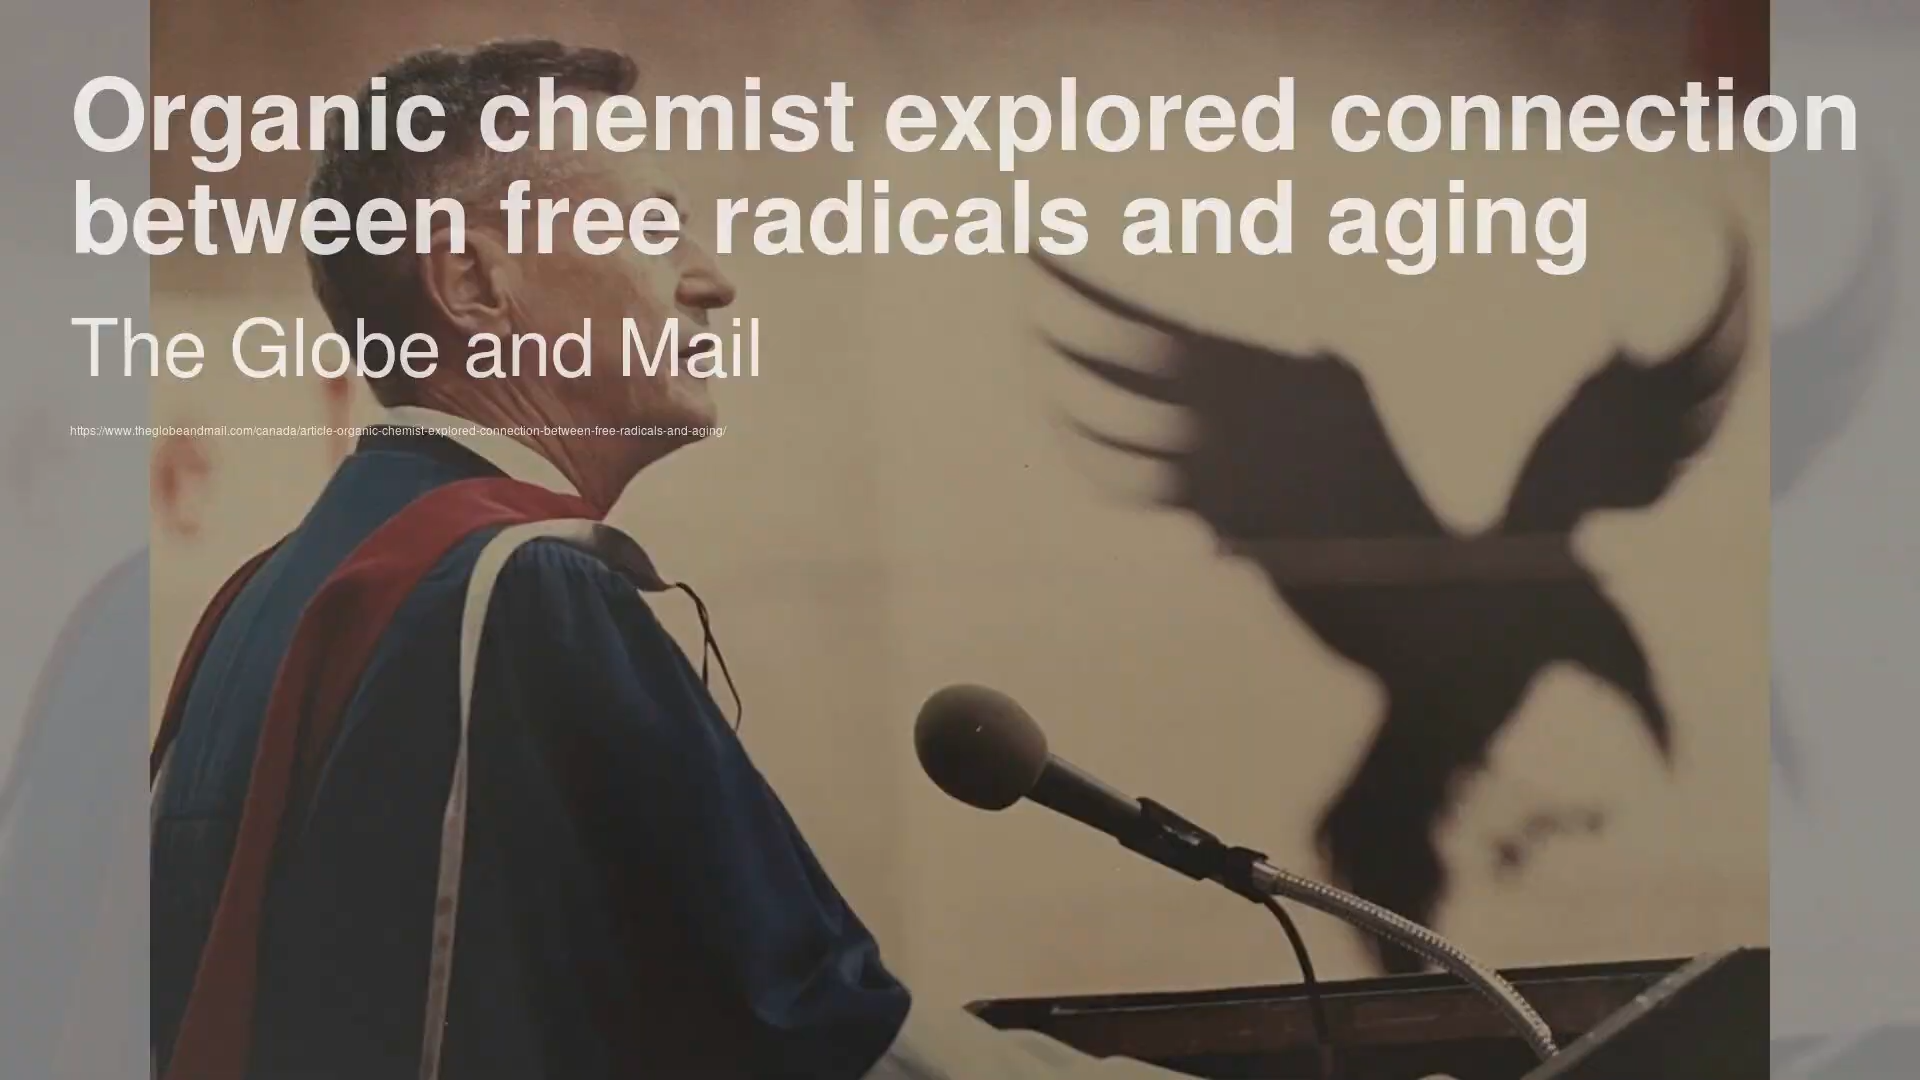 Organic chemist explored connection
between free radicals and aging
The Globe and Mail
https://www.theglobeandmail.com/canada/article-organic-chemist-explored-connection-between-free-radicals-and-aging/